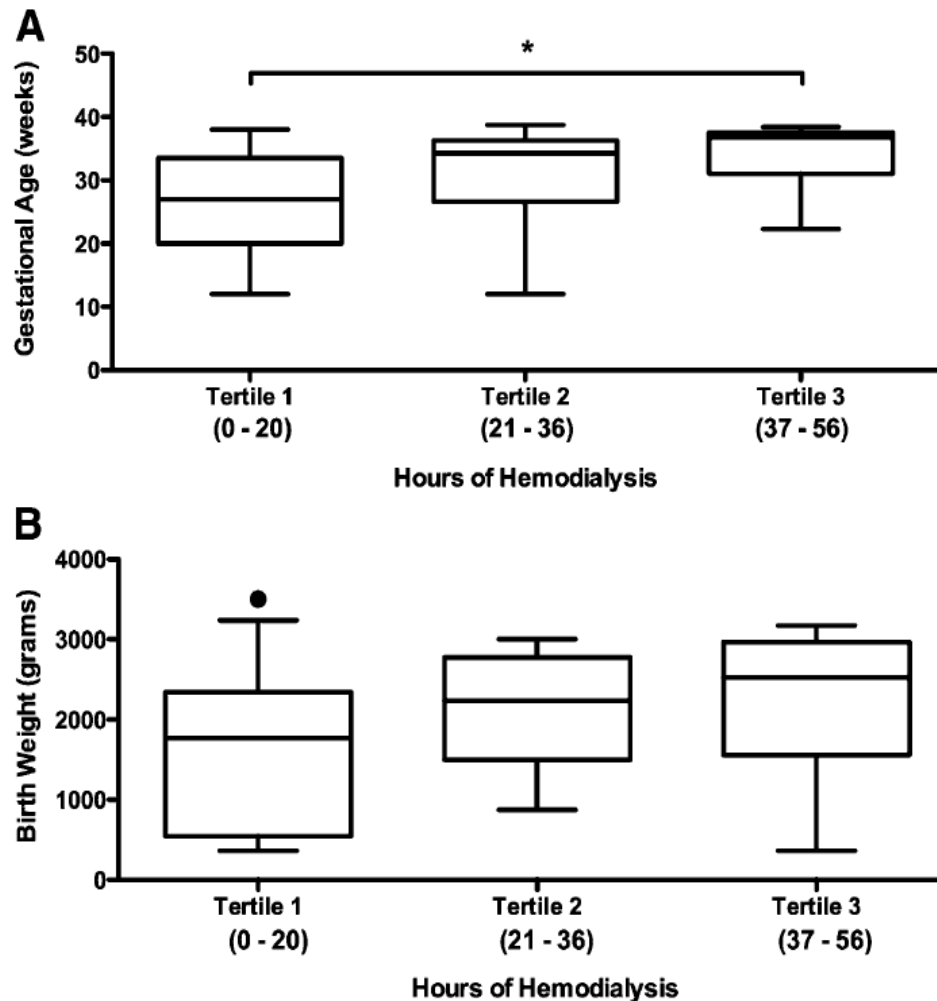 A
*
50
40
30
20
10
0
Gestational Age (weeks)
Tertile 1 Tertile 2 Tertile 3
(0 - 20) (21 - 36) (37 - 56)
Hours of Hemodialysis
B
4000
3000
2000
1000
0
Birth Weight (grams)
Tertile 1 Tertile 2 Tertile 3
(0 - 20) (21 - 36) (37 - 56)
Hours of Hemodialysis